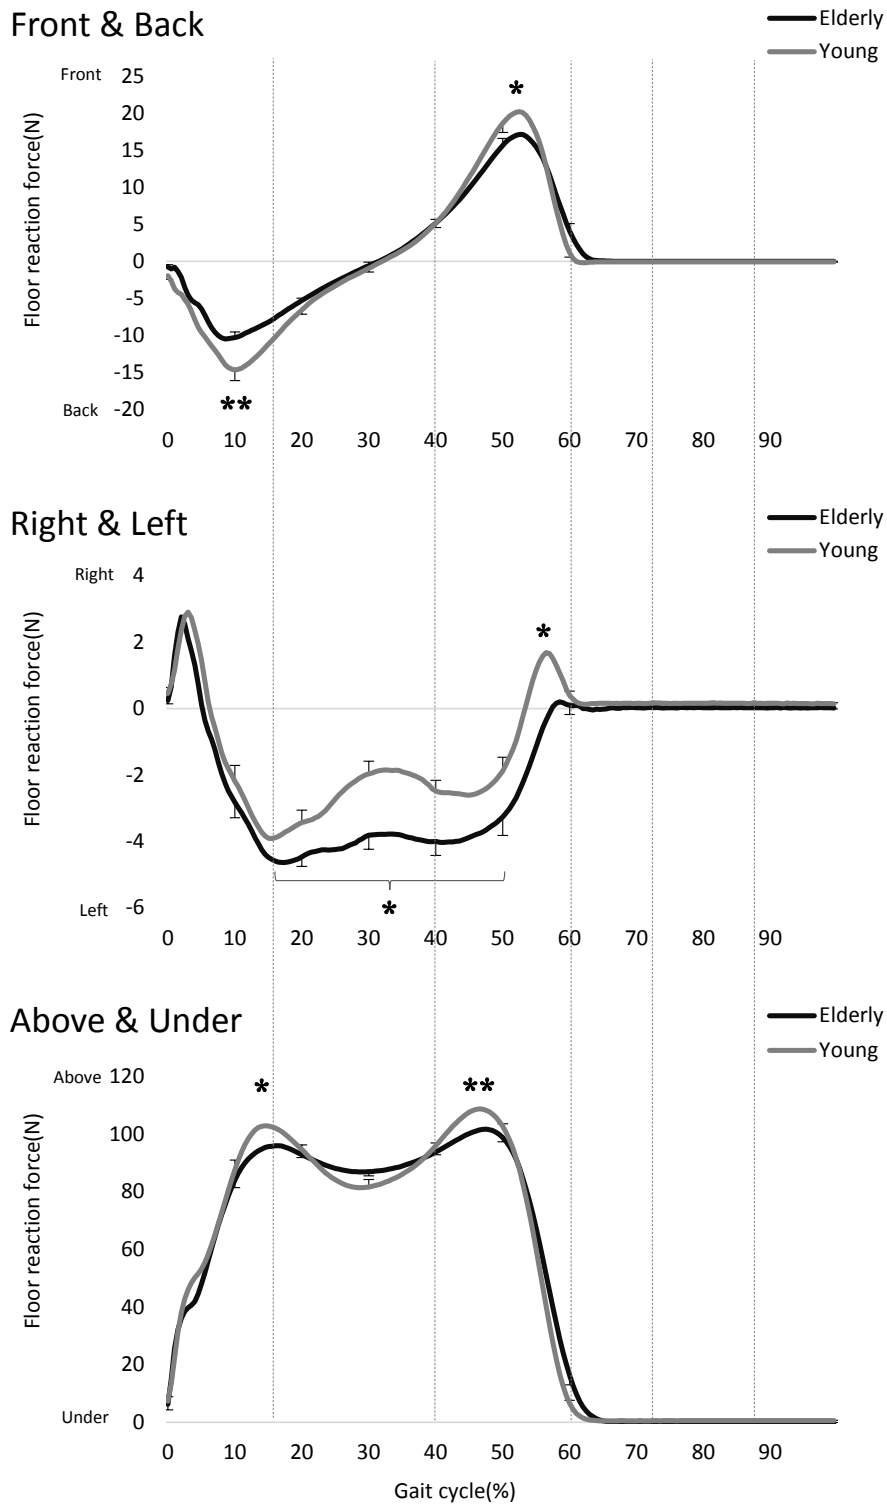 Front & Back
Elderly
Young
Front
Floor reaction force(N)
25
20
15
10
5
0
-5
-10
-15
-20
Back
*
**
0 10 20 30 40 50 60 70 80 90
Right & Left
Elderly
Young
Right
Floor reaction force(N)
4
2
0
-2
-4
-6
Left
*
*
0 10 20 30 40 50 60 70 80 90
Above & Under
Elderly
Young
Above
Floor reaction force(N)
120
100
80
60
40
20
0
Under
*
**
0 10 20 30 40 50 60 70 80 90
Gait cycle(%)